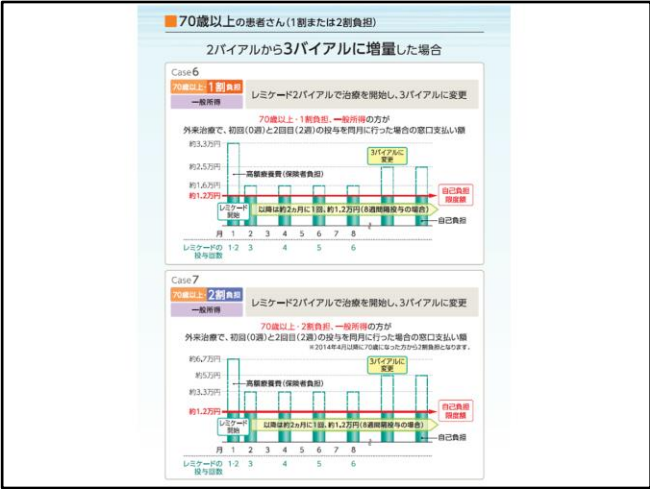 70歳以上の患者さん(1割または2割負担)
2バイアルから3バイアルに増量した場合
Case6
70歳以上・1割負担
一般所得
レミケード2バイアルで治療を開始し、3バイアルに変更
70歳以上・1割負担、一般所得の方が
外来治療で、初回(0週)と2回目(2週)の投与を同月に行った場合の窓口支払い額
約3.3万円
3バイアルに
変更
約2.5万円
高額療養費(保険者負担)
約1.6万円
約1.2万円
自己負担
限度額
レミケード
開始
以降は約2ヵ月に1回、約1.2万円(8週間隔投与の場合)
自己負担
月 1 2 3 4 5 6 7 8
レミケードの
投与回数
1・2 3 4 5 6
Case7
70歳以上・2割負担
一般所得
レミケード2バイアルで治療を開始し、3バイアルに変更
70歳以上・2割負担、一般所得の方が
外来治療で、初回(0週)と2回目(2週)の投与を同月に行った場合の窓口支払い額
※2014年4月以降に70歳になった方から2割負担となります。
約6.7万円
3バイアルに
変更
約5万円
高額療養費(保険者負担)
約3.3万円
約1.2万円
自己負担
限度額
レミケード
開始
以降は約2ヵ月に1回、約1.2万円(8週間隔投与の場合)
自己負担
月 1 2 3 4 5 6 7 8
レミケードの
投与回数
1・2 3 4 5 6